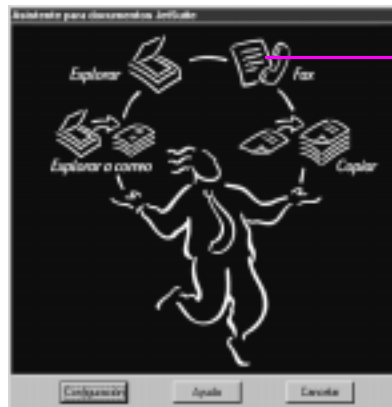 Asistente para documentos JetSuite
Explorar
Fax
Explorar a correo
Copiar
Configuración
Ayuda
Cancelar